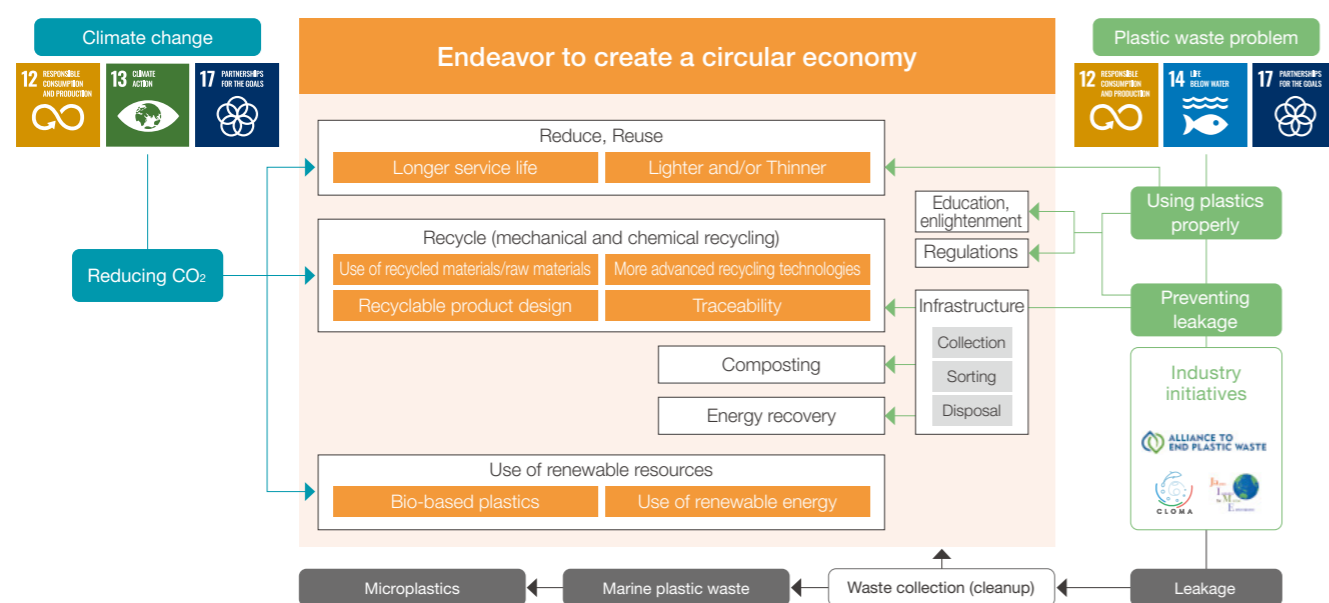 Climate change
12 RESPONSIBLE
CONSUMPTION
AND PRODUCTION
13 CLIMATE
ACTION
17 PARTNERSHIPS
FOR THE GOALS
Reducing CO₂
Endeavor to create a circular economy
Reduce, Reuse
Longer service life
Lighter and/or Thinner
Recycle (mechanical and chemical recycling)
Use of recycled materials/raw materials
More advanced recycling technologies
Recyclable product design
Traceability
Composting
Energy recovery
Use of renewable resources
Bio-based plastics
Use of renewable energy
Education,
enlightenment
Regulations
Infrastructure
Collection
Sorting
Disposal
Plastic waste problem
12 RESPONSIBLE
CONSUMPTION
AND PRODUCTION
14 LIFE
BELOW WATER
17 PARTNERSHIPS
FOR THE GOALS
Using plastics
properly
Preventing
leakage
Industry
initiatives
ALLIANCE TO
END PLASTIC WASTE
CLOMA
Microplastics
Marine plastic waste
Waste collection (cleanup)
Leakage